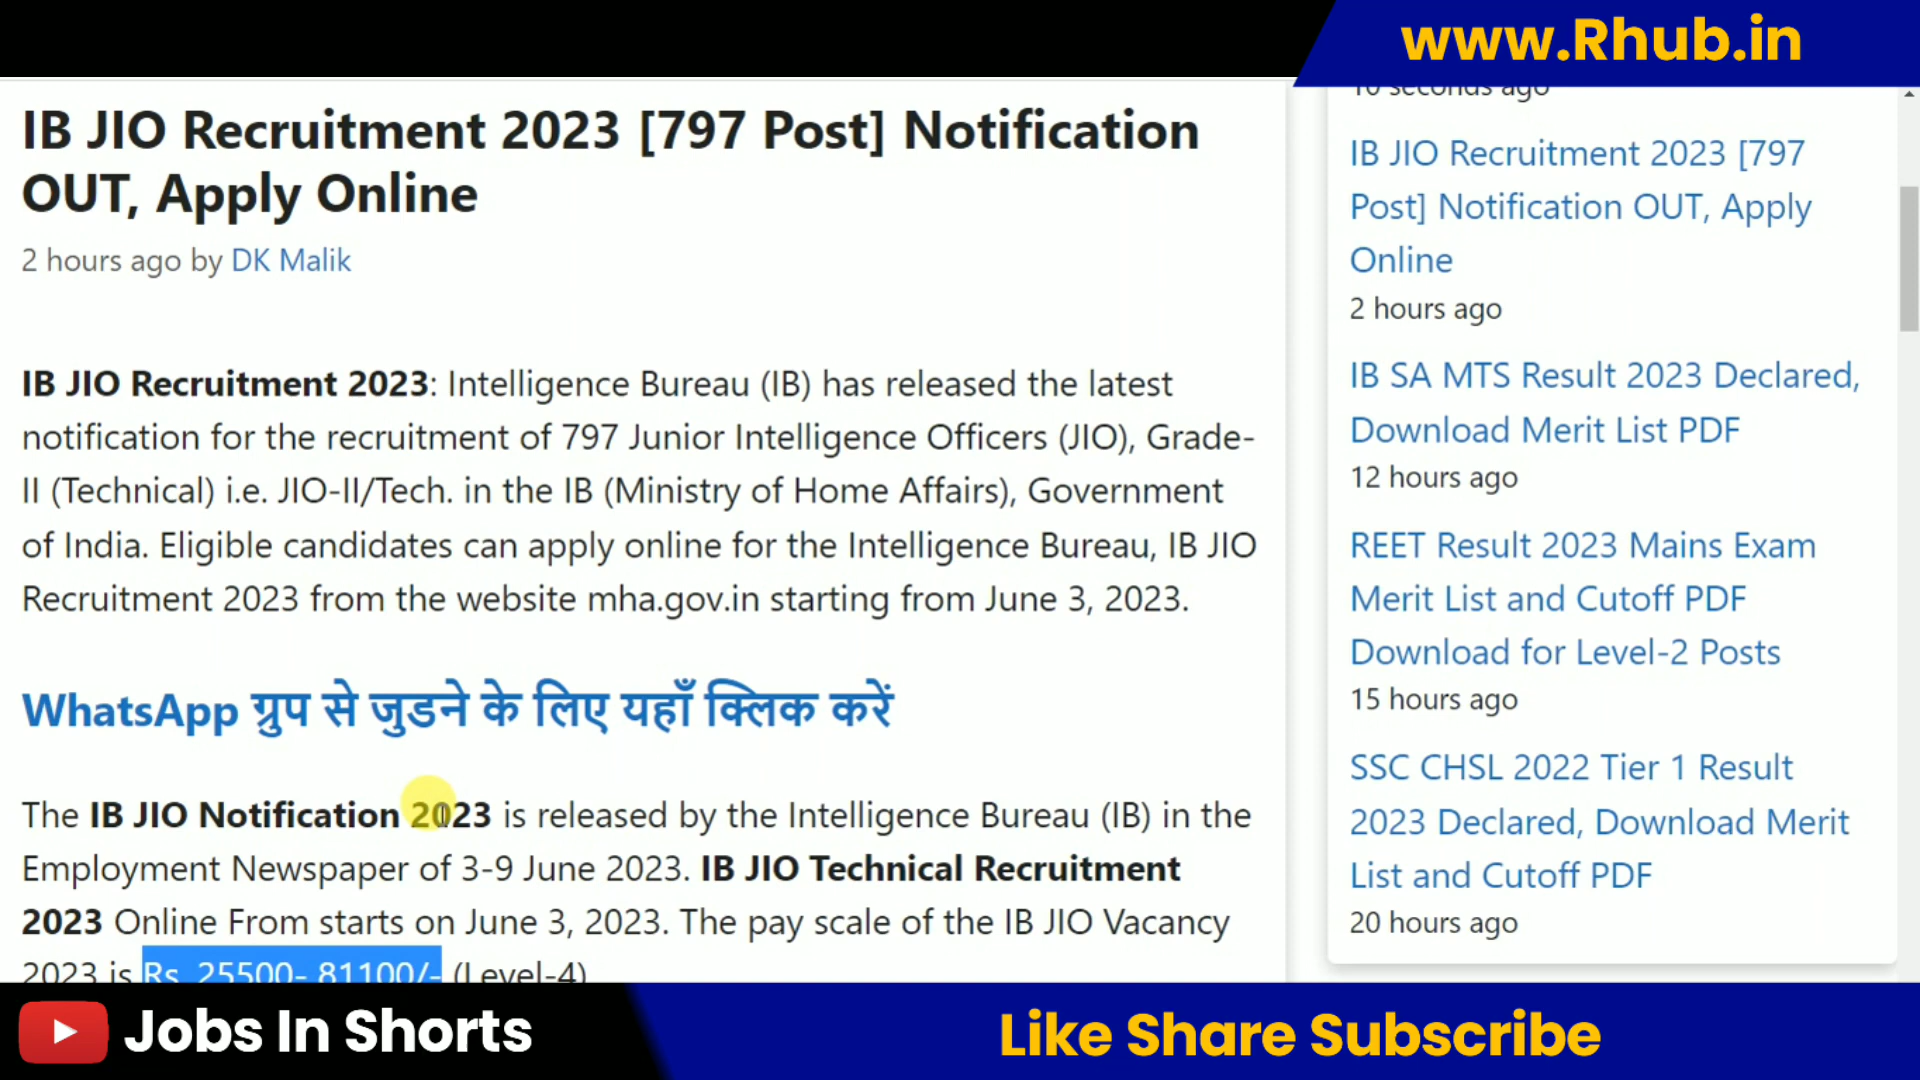 www.Rhub.in
IB JIO Recruitment 2023 [797 Post] Notification
OUT, Apply Online
2 hours ago by DK Malik
IB JIO Recruitment 2023: Intelligence Bureau (IB) has released the latest
notification for the recruitment of 797 Junior Intelligence Officers (JIO), Grade-
II (Technical) i.e. JIO-II/Tech. in the IB (Ministry of Home Affairs), Government
of India. Eligible candidates can apply online for the Intelligence Bureau, IB JIO
Recruitment 2023 from the website mha.gov.in starting from June 3, 2023.
WhatsApp ग्रुप से जुडने के लिए यहाँ क्लिक करें
The IB JIO Notification 2023 is released by the Intelligence Bureau (IB) in the
Employment Newspaper of 3-9 June 2023. IB JIO Technical Recruitment
2023 Online From starts on June 3, 2023. The pay scale of the IB JIO Vacancy
2023 is Rs. 25500- 81100/- (Level-4)
10 seconds ago
IB JIO Recruitment 2023 [797
Post] Notification OUT, Apply
Online
2 hours ago
IB SA MTS Result 2023 Declared,
Download Merit List PDF
12 hours ago
REET Result 2023 Mains Exam
Merit List and Cutoff PDF
Download for Level-2 Posts
15 hours ago
SSC CHSL 2022 Tier 1 Result
2023 Declared, Download Merit
List and Cutoff PDF
20 hours ago
Jobs In Shorts
Like Share Subscribe